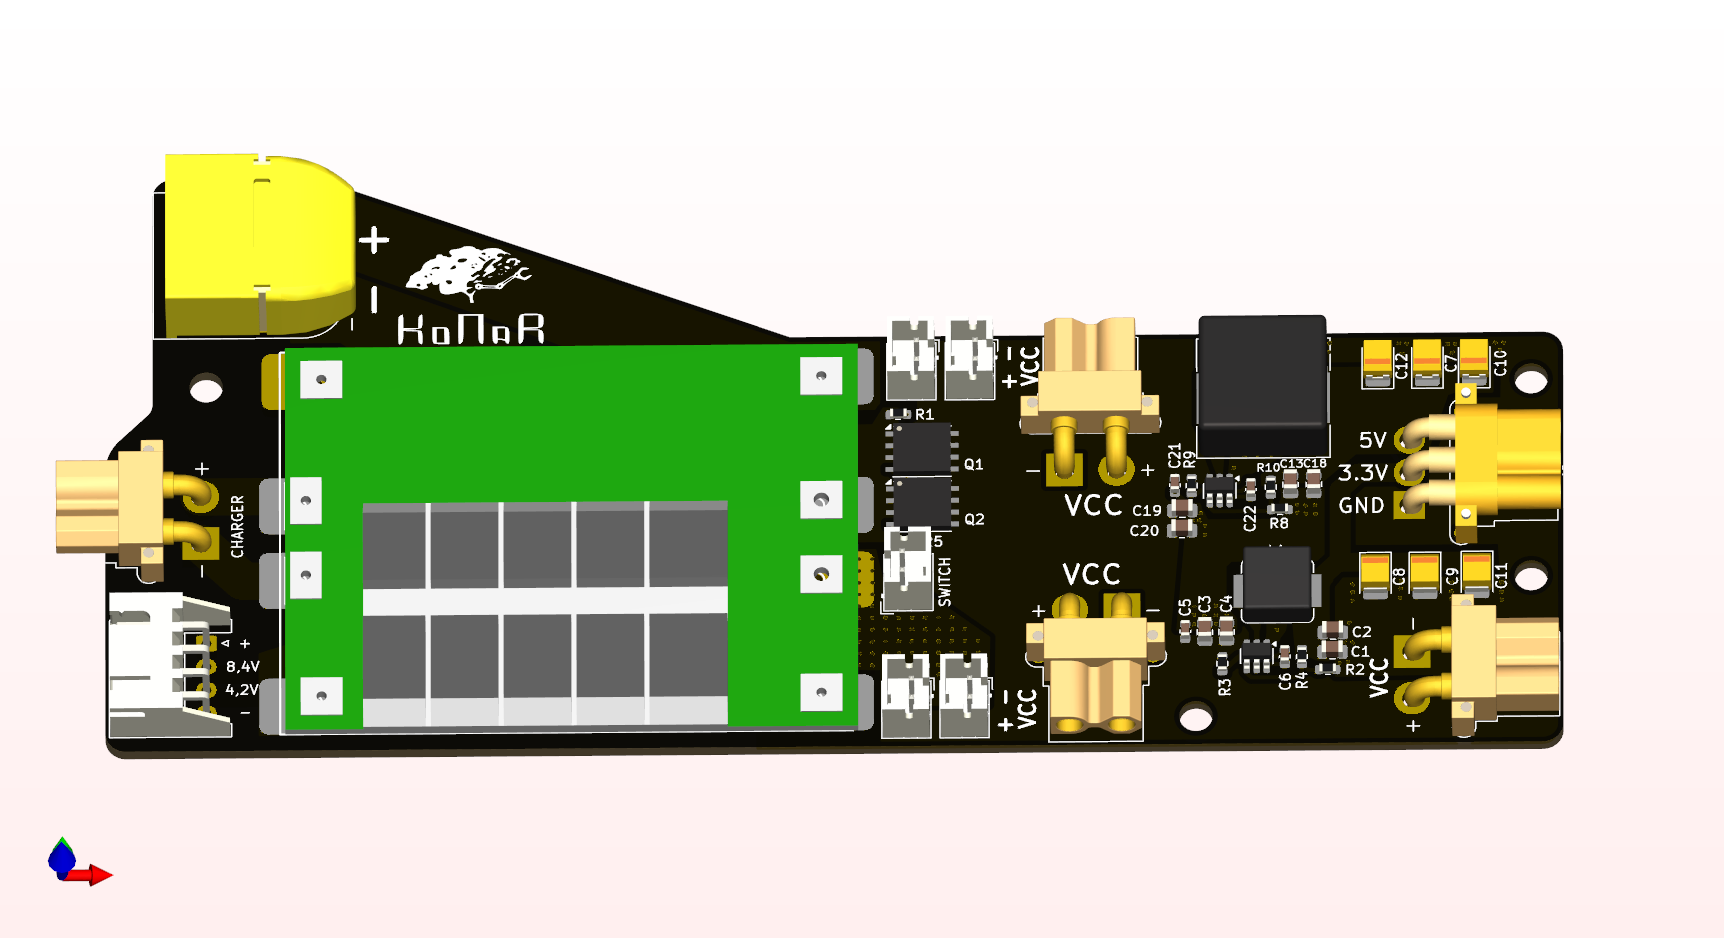 +
-
KoNaR
+
CHARGER
-
+
8,4V
4,2V
-
-
+
VCC
R1
Q1
Q2
SWITCH
-
+
VCC
-
+
VCC
VCC
+
-
C21
R9
R10
C13
C18
C19
C20
C22
R8
C12
C7
C10
5V
3.3V
GND
C8
C9
C11
C5
C3
C4
C2
C1
R2
R3
C6
R4
-
VCC
+